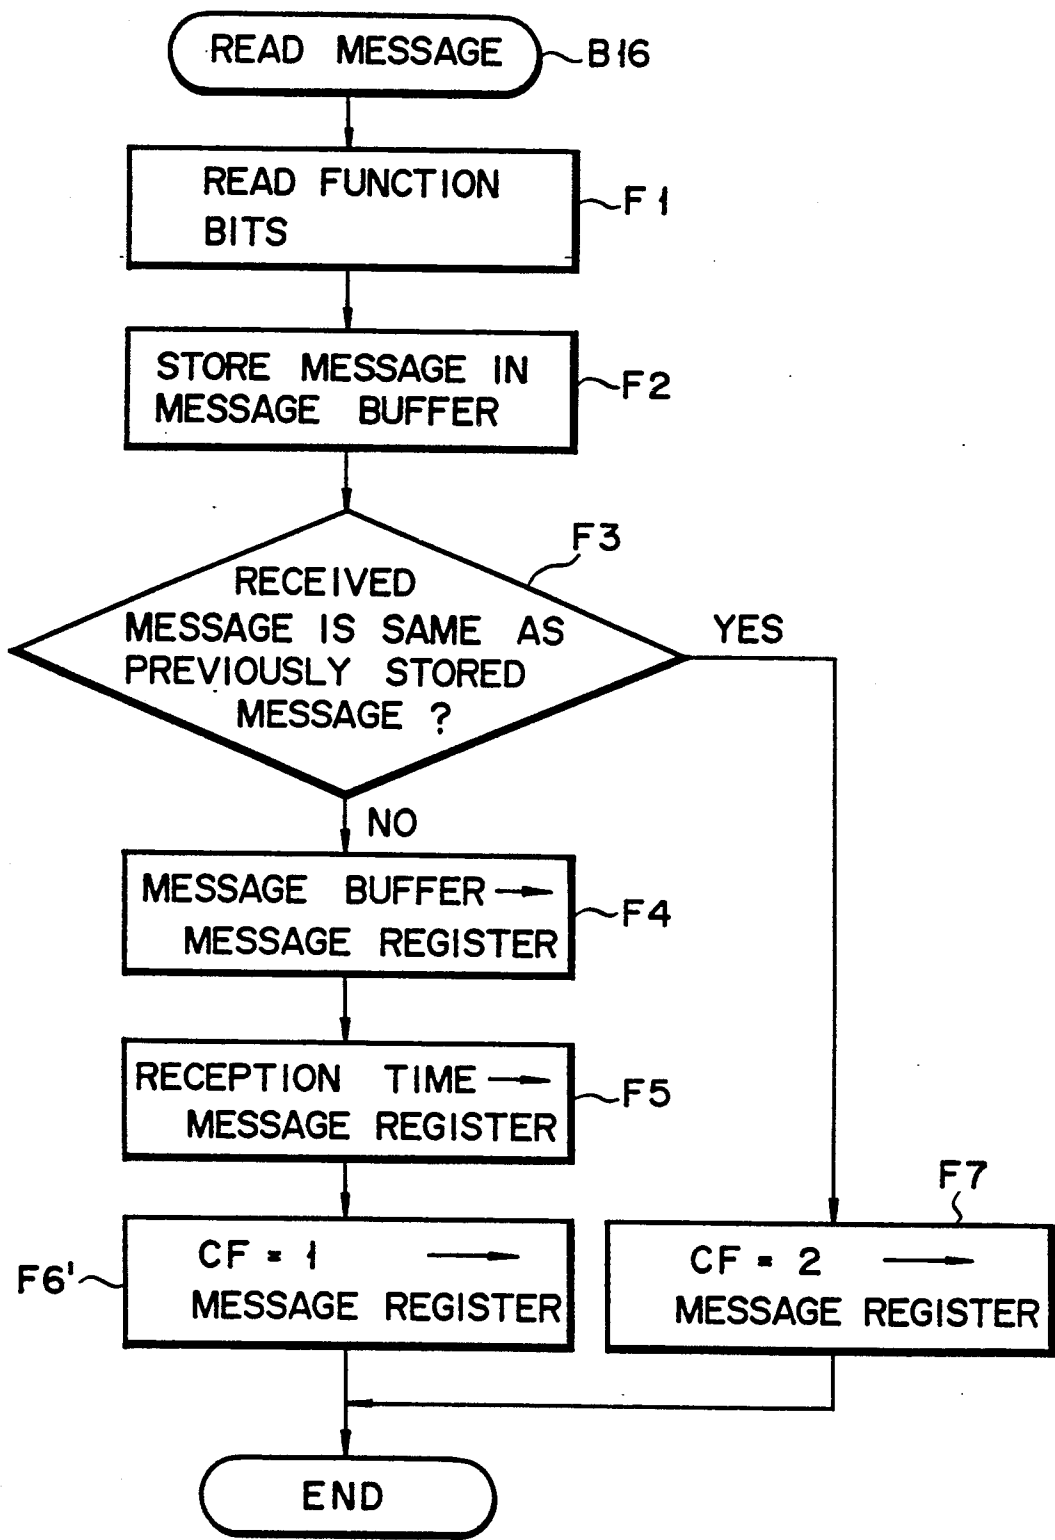 READ MESSAGE
B16
READ FUNCTION
BITS
F1
STORE MESSAGE IN
MESSAGE BUFFER
F2
F3
RECEIVED
MESSAGE IS SAME AS
PREVIOUSLY STORED
MESSAGE ?
YES
NO
MESSAGE BUFFER →
MESSAGE REGISTER
F4
RECEPTION TIME →
MESSAGE REGISTER
F5
F6'
CF = 1 →
MESSAGE REGISTER
F7
CF = 2 →
MESSAGE REGISTER
END